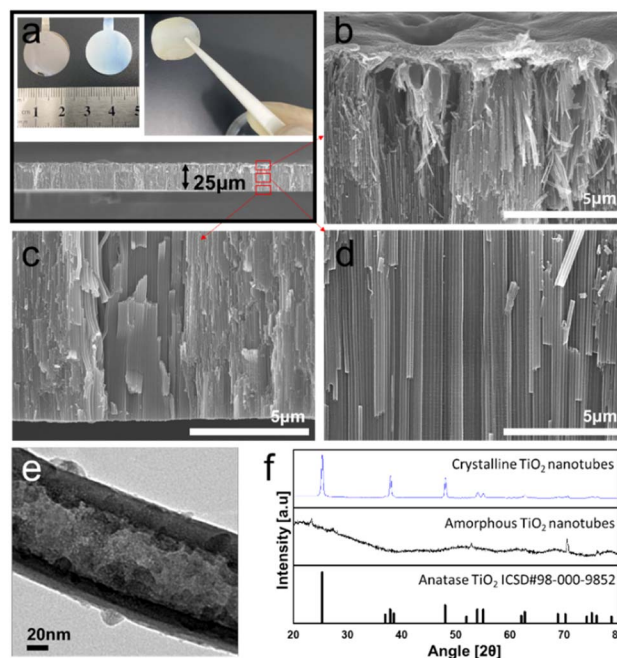 a
1 2 3 4 5
25μm
b
5μm
c
5μm
d
5μm
e
20nm
f
Crystalline TiO₂ nanotubes
Amorphous TiO₂ nanotubes
Anatase TiO₂ ICSD#98-000-9852
Intensity [a.u]
20 30 40 50 60 70 80
Angle [2θ]